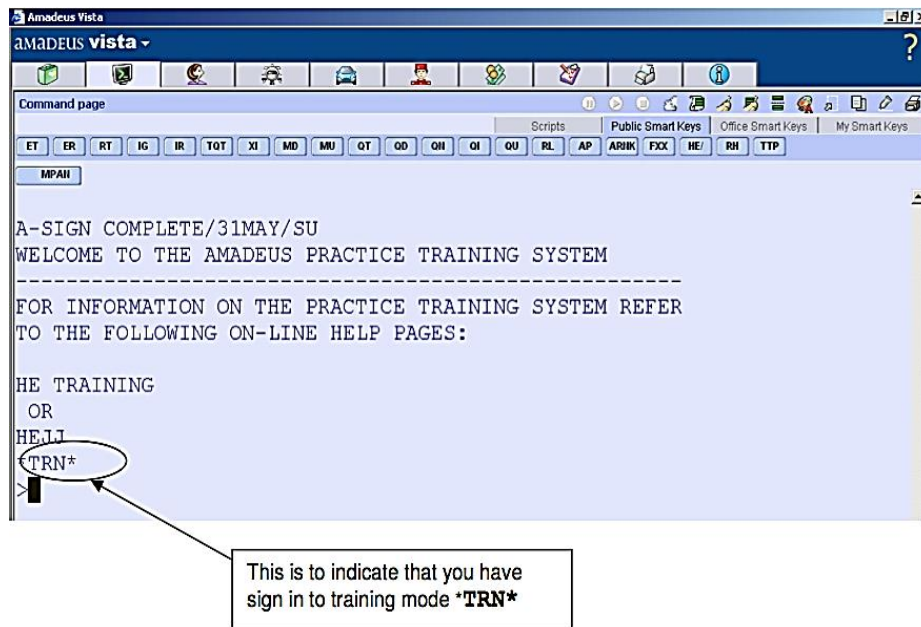 Amadeus Vista
aMaDEUS vista
?
Command page
Scripts
Public Smart Keys
Office Smart Keys
My Smart Keys
ET ER RT IG IR TQT XI MD MU QT QD QN QI QU RL AP ARNK FXX HE/ RH TTP
MPAN
A-SIGN COMPLETE/31MAY/SU
WELCOME TO THE AMADEUS PRACTICE TRAINING SYSTEM
-----------------------------------------------------
FOR INFORMATION ON THE PRACTICE TRAINING SYSTEM REFER
TO THE FOLLOWING ON-LINE HELP PAGES:
HE TRAINING
OR
HEJJ
*TRN*
>
This is to indicate that you have
sign in to training mode *TRN*